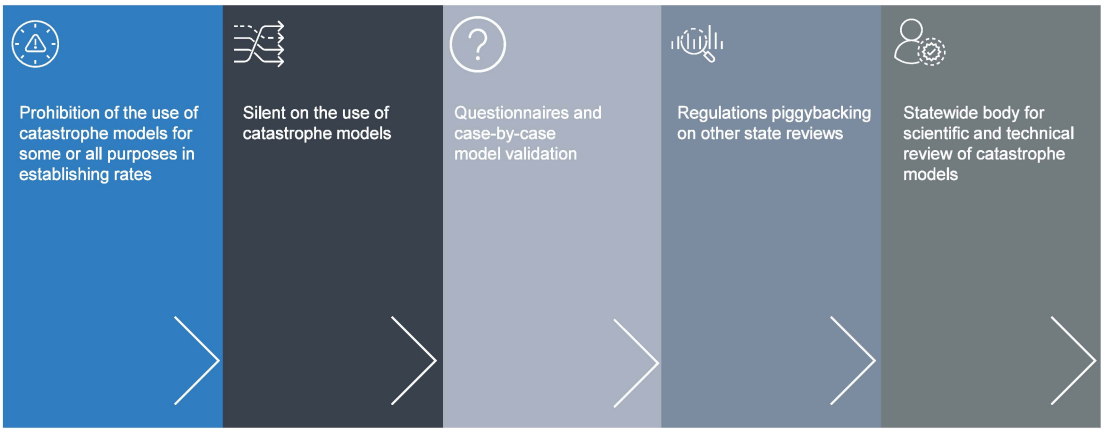 Prohibition of the use of
catastrophe models for
some or all purposes in
establishing rates
Silent on the use of
catastrophe models
?
Questionnaires and
case-by-case
model validation
Regulations piggybacking
on other state reviews
Statewide body for
scientific and technical
review of catastrophe
models